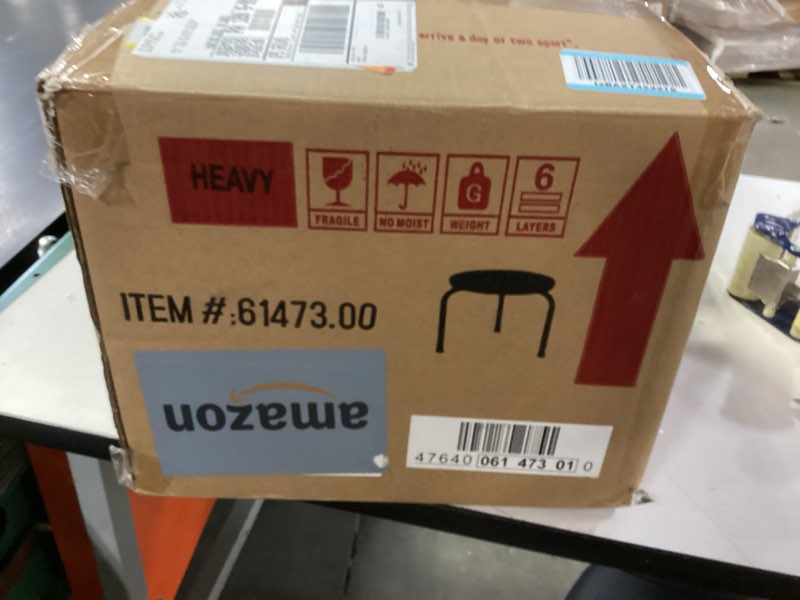 arrive a day or two apart".
HEAVY
FRAGILE
NO MOIST
G
WEIGHT
6
LAYERS
ITEM #:61473.00
amazon
47640 061 473 01 0